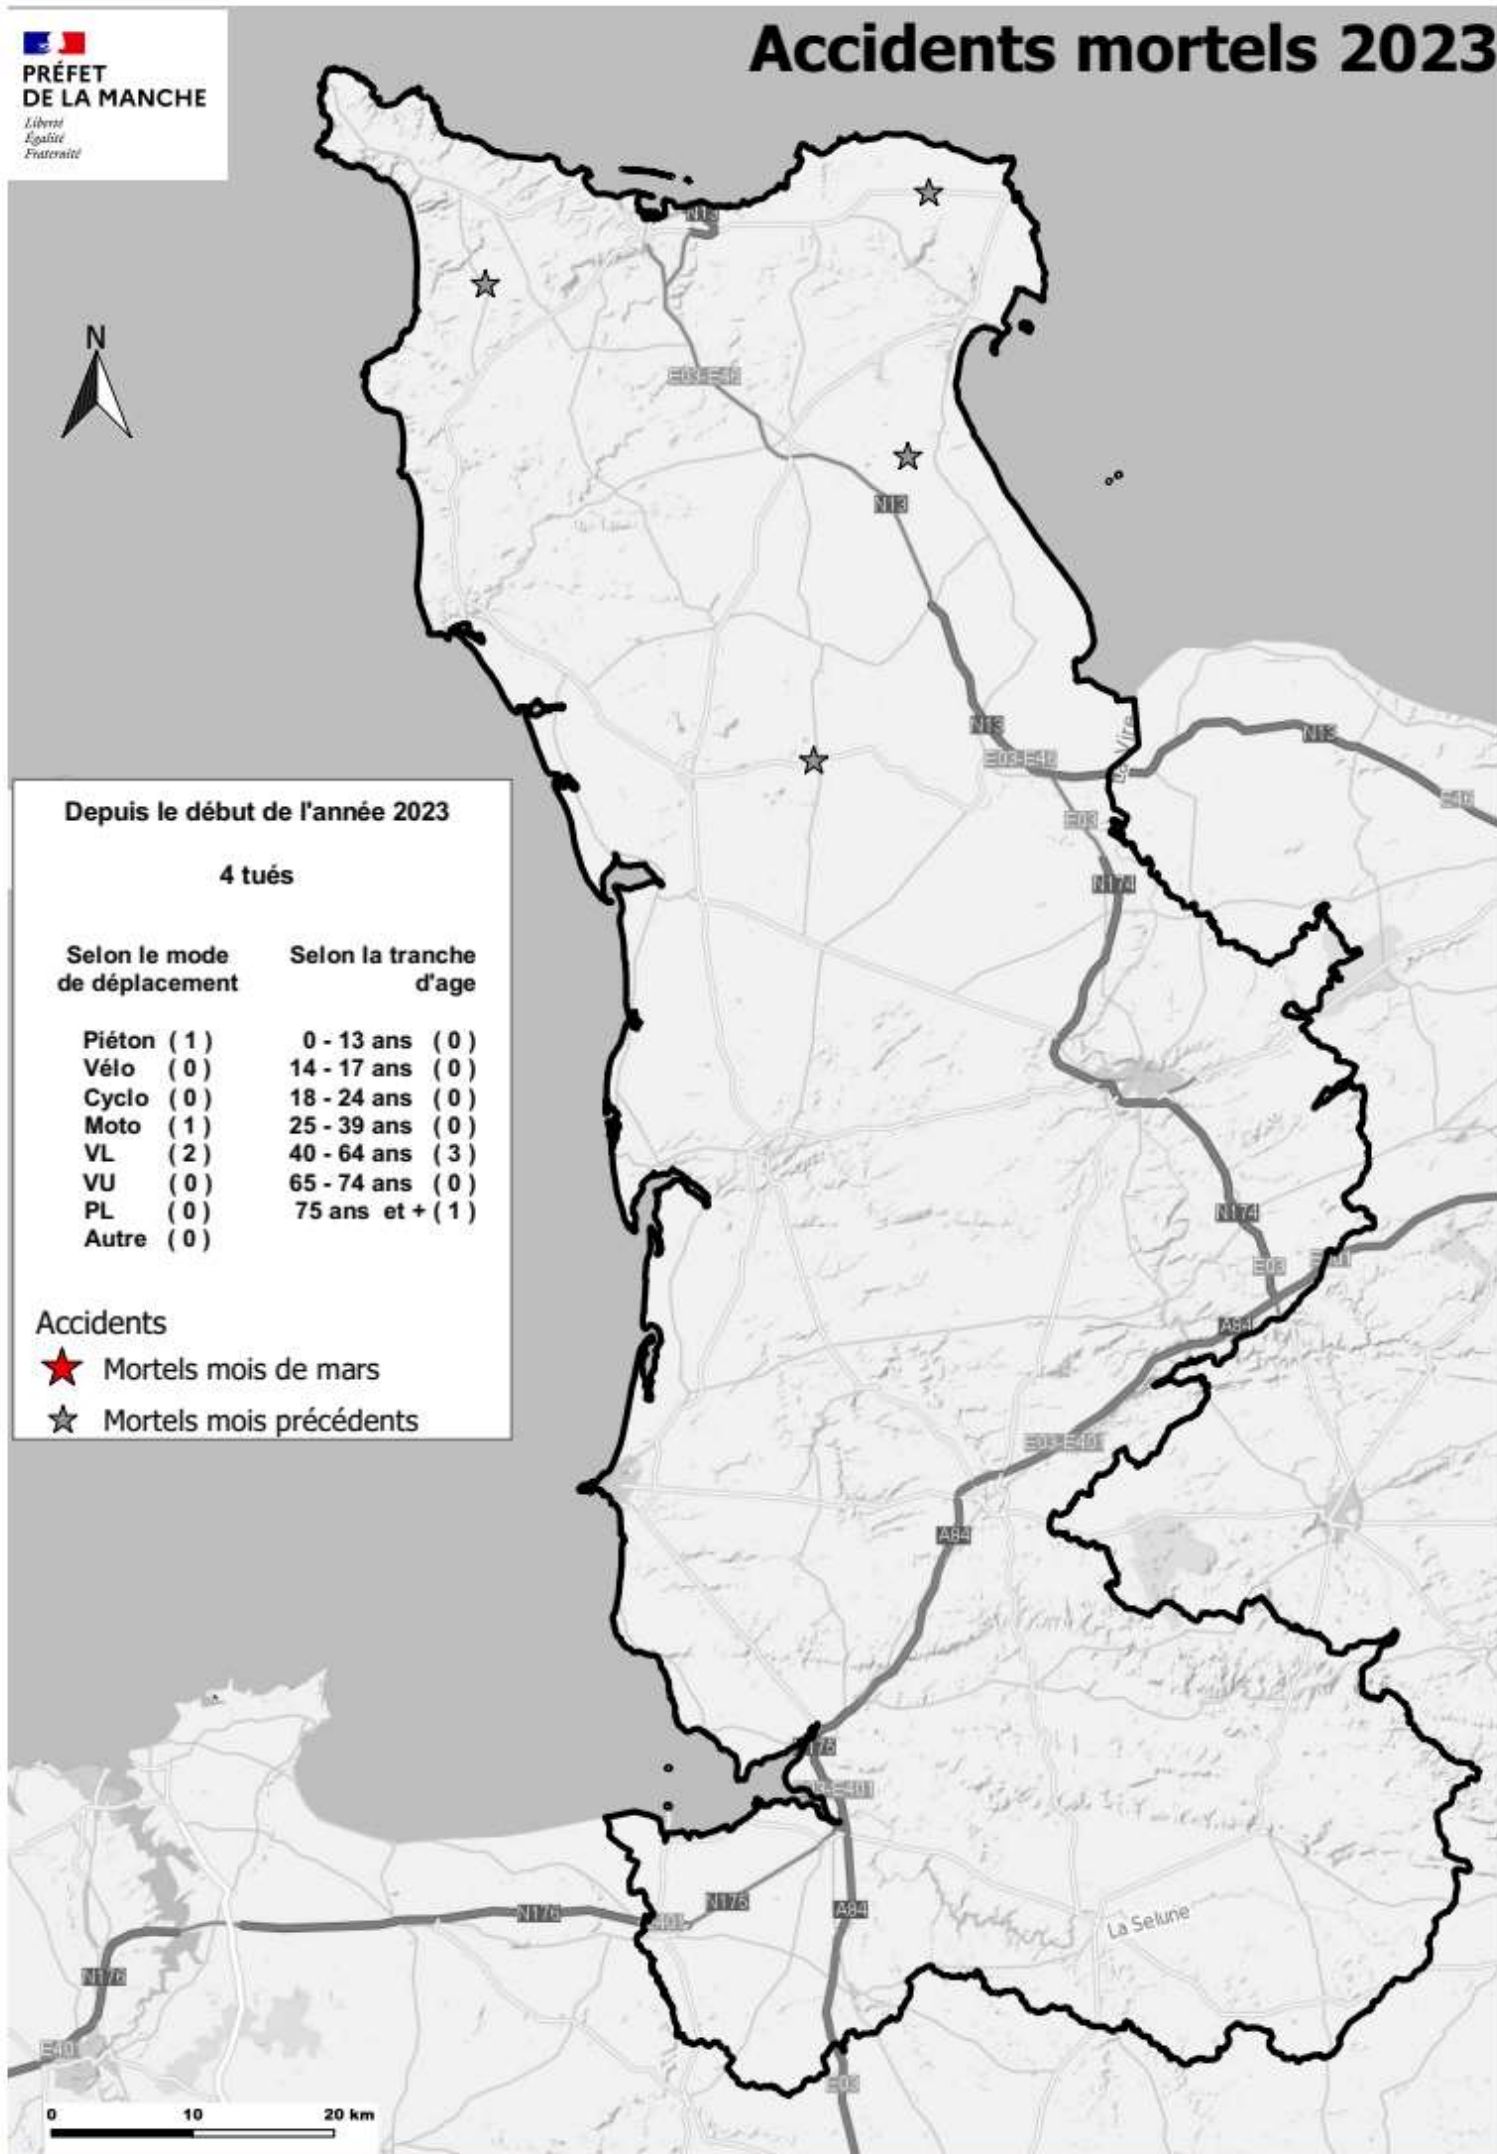 PRÉFET
DE LA MANCHE
Liberté
Égalité
Fraternité
Accidents mortels 2023
N
N13
E03-E46
N13
N13
E03-E46
La Vire
N13
E46
E03
N174
N174
E03
A84
E03-E401
A84
N175
A84
N176
N176
E401
E03
La Sélune
Depuis le début de l'année 2023
4 tués
Selon le mode
de déplacement
Selon la tranche
d'age
Piéton ( 1 ) 0 - 13 ans ( 0 )
Vélo ( 0 ) 14 - 17 ans ( 0 )
Cyclo ( 0 ) 18 - 24 ans ( 0 )
Moto ( 1 ) 25 - 39 ans ( 0 )
VL ( 2 ) 40 - 64 ans ( 3 )
VU ( 0 ) 65 - 74 ans ( 0 )
PL ( 0 ) 75 ans et + ( 1 )
Autre ( 0 )
Accidents
Mortels mois de mars
Mortels mois précédents
0 10 20 km